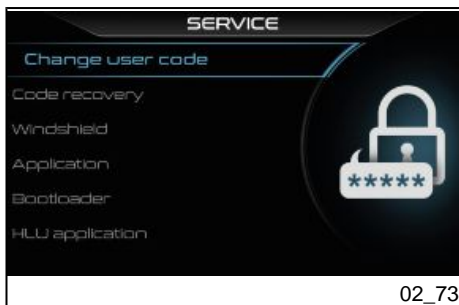 SERVICE
Change user code
Code recovery
Windshield
Application
Bootloader
HLU application
*****
02_73